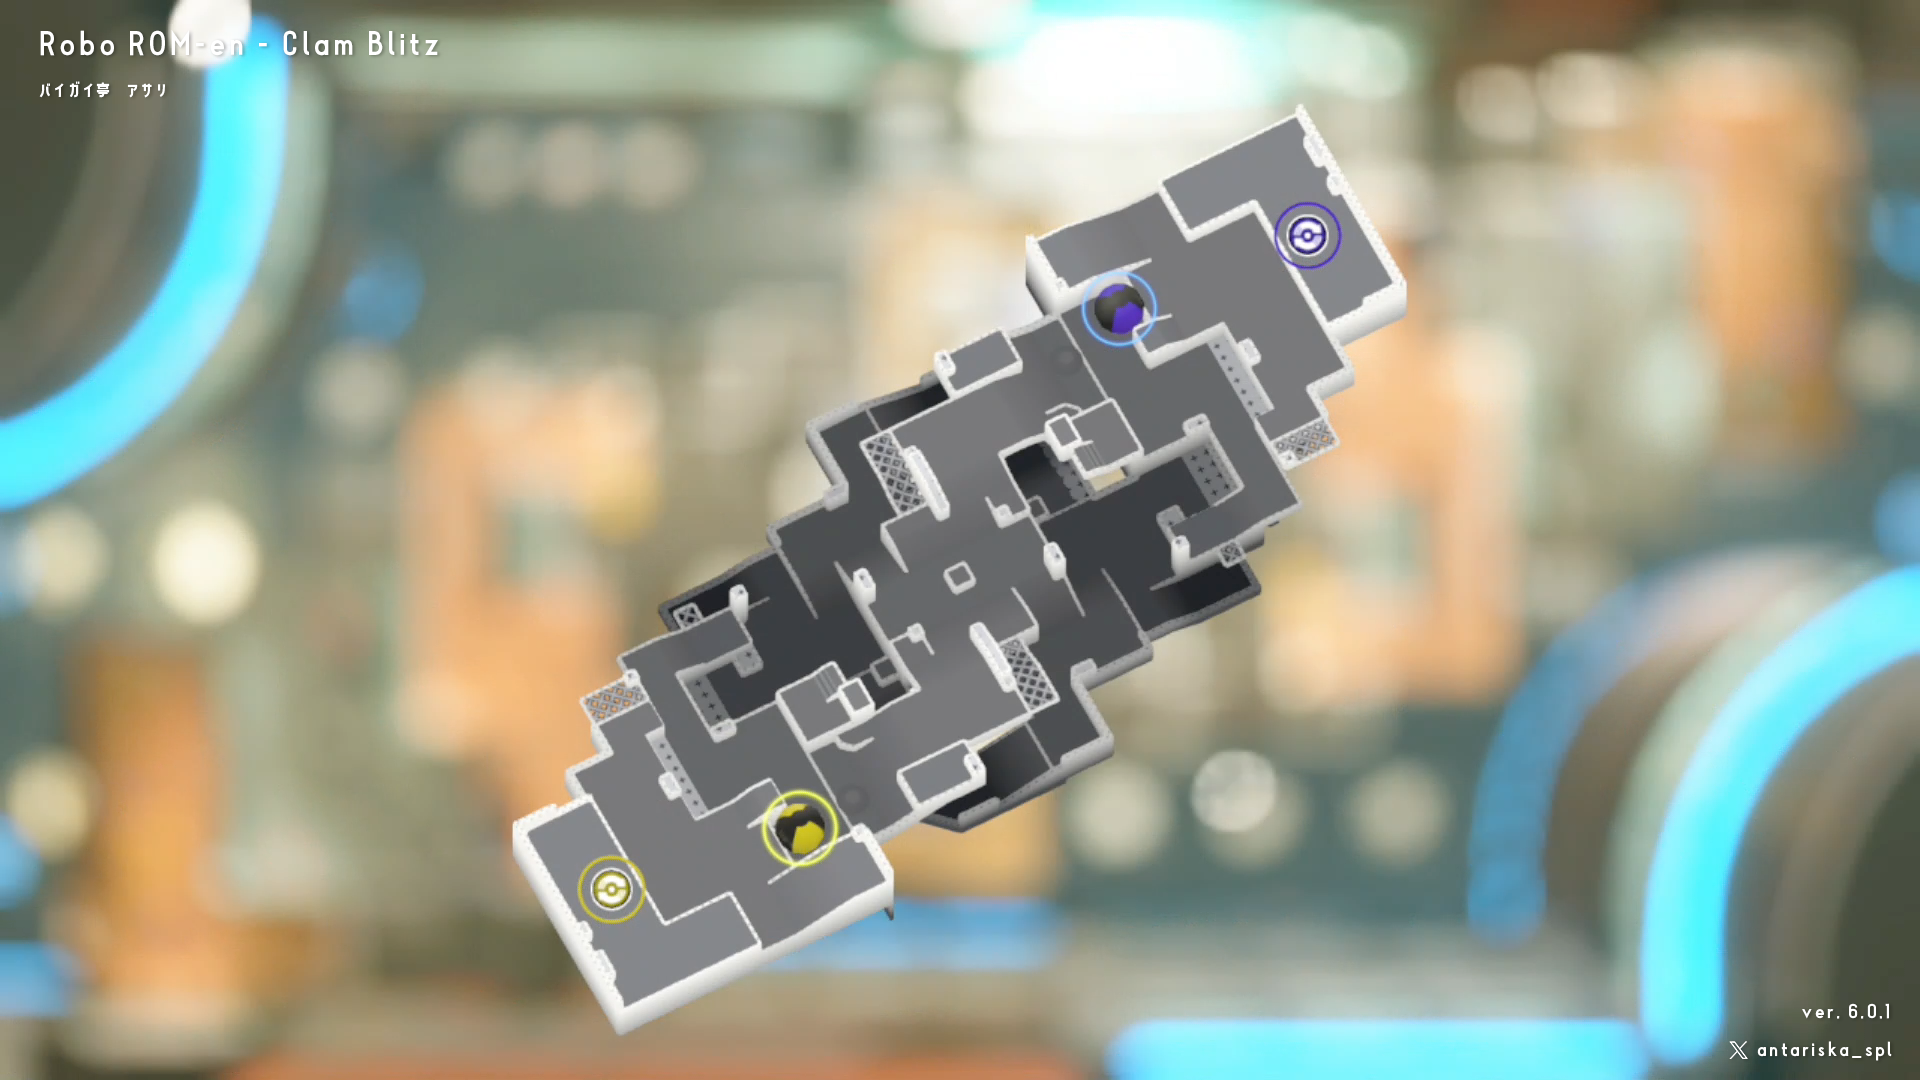 Robo ROM-en - Clam Blitz
バイガイ亭 アサリ
ver. 6.0.1
X antariska_spl